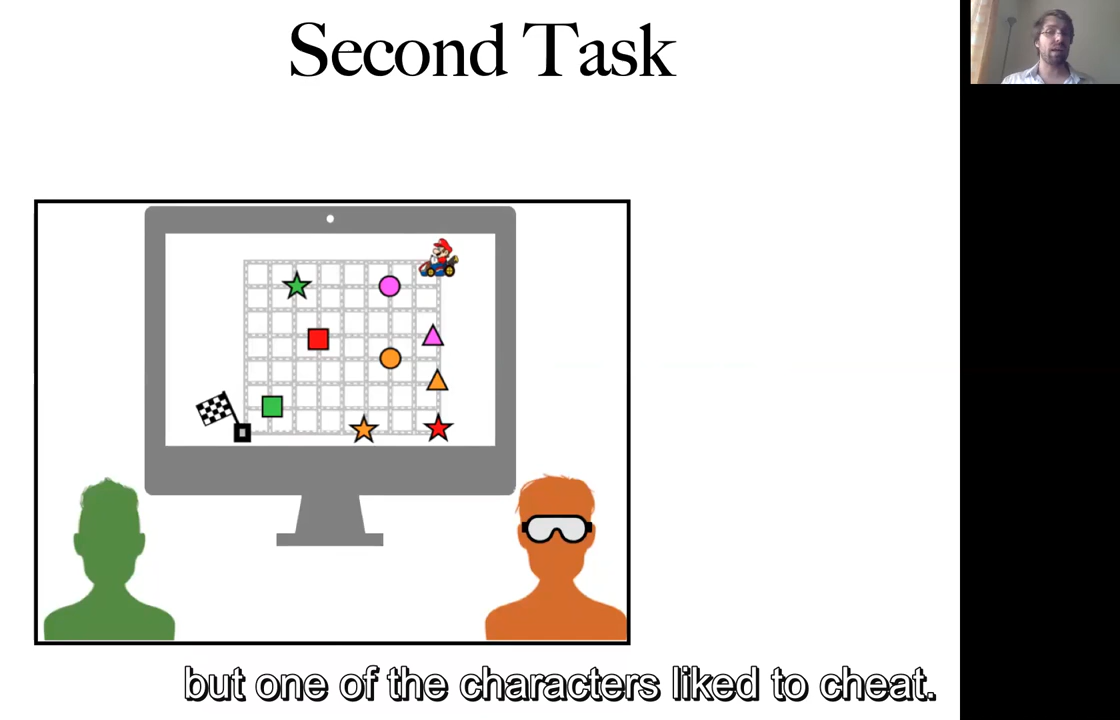 Second Task
but one of the characters liked to cheat.